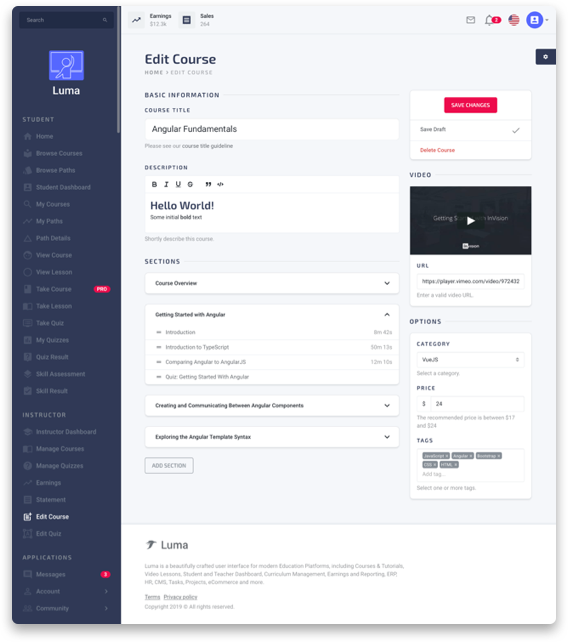 Search
Earnings
$12.3k
Sales
264
3
Luma
STUDENT
Home
Browse Courses
Browse Paths
Student Dashboard
My Courses
My Paths
Path Details
View Course
View Lesson
Take Course
PRO
Take Lesson
Take Quiz
My Quizzes
Quiz Result
Skill Assessment
Skill Result
INSTRUCTOR
Instructor Dashboard
Manage Courses
Manage Quizzes
Earnings
Statement
Edit Course
Edit Quiz
APPLICATIONS
Messages
3
Account
Community
Edit Course
HOME > EDIT COURSE
BASIC INFORMATION
COURSE TITLE
Angular Fundamentals
Please see our course title guideline
DESCRIPTION
B I U S
Hello World!
Some initial bold text
Shortly describe this course.
SECTIONS
Course Overview
Getting Started with Angular
Introduction 8m 42s
Introduction to TypeScript 50m 13s
Comparing Angular to AngularJS 12m 10s
Quiz: Getting Started With Angular
Creating and Communicating Between Angular Components
Exploring the Angular Template Syntax
ADD SECTION
SAVE CHANGES
Save Draft
Delete Course
VIDEO
InVision
URL
https://player.vimeo.com/video/972432
Enter a valid video URL.
OPTIONS
CATEGORY
VueJS
Select a category.
PRICE
$ 24
The recommended price is between $17
and $24
TAGS
JavaScript × Angular × Bootstrap ×
CSS × HTML ×
Add tag...
Select one or more tags.
Luma
Luma is a beautifully crafted user interface for modern Education Platforms, including Courses & Tutorials,
Video Lessons, Student and Teacher Dashboard, Curriculum Management, Earnings and Reporting, ERP,
HR, CMS, Tasks, Projects, eCommerce and more.
Terms Privacy policy
Copyright 2019 © All rights reserved.